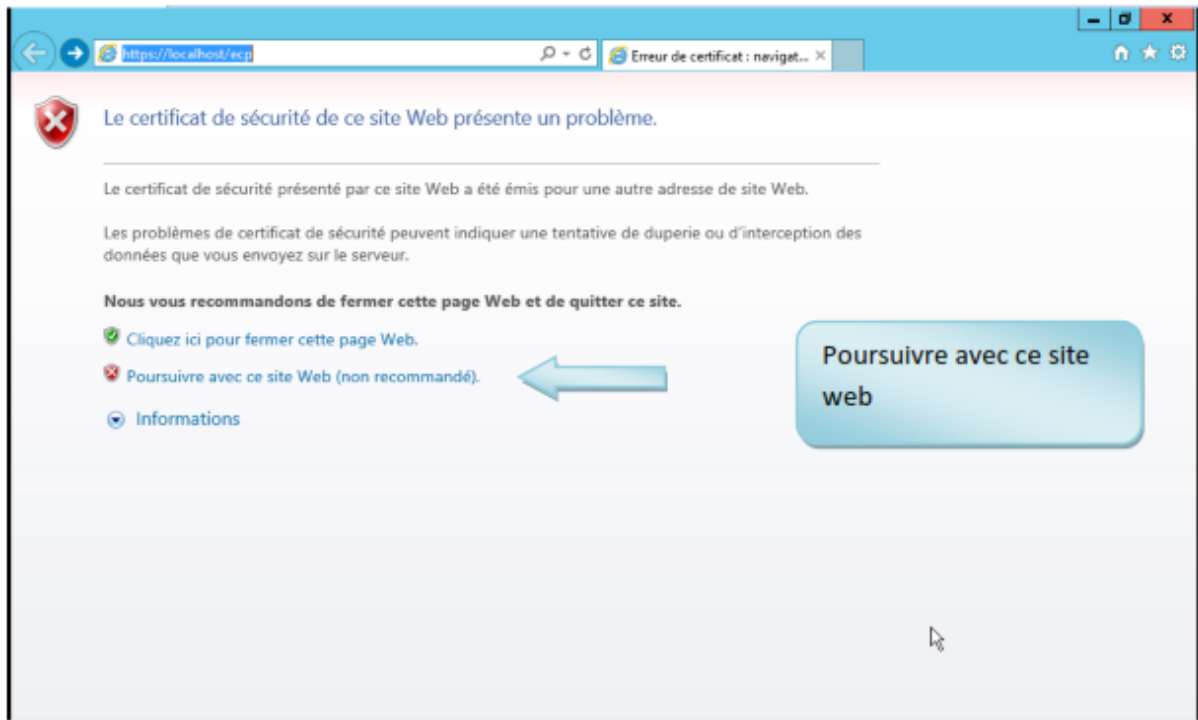 https://localhost/ecp
Erreur de certificat : navigat...
Le certificat de sécurité de ce site Web présente un problème.
Le certificat de sécurité présenté par ce site Web a été émis pour une autre adresse de site Web.
Les problèmes de certificat de sécurité peuvent indiquer une tentative de duperie ou d'interception des
données que vous envoyez sur le serveur.
Nous vous recommandons de fermer cette page Web et de quitter ce site.
Cliquez ici pour fermer cette page Web.
Poursuivre avec ce site Web (non recommandé).
Informations
Poursuivre avec ce site
web